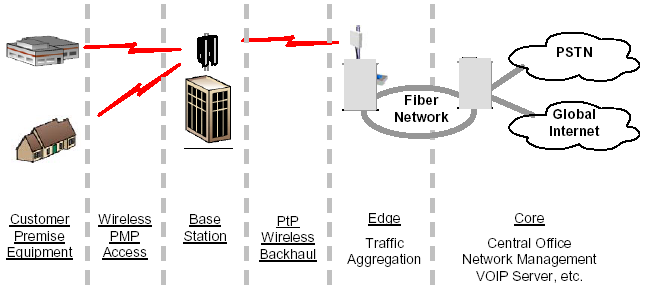 PSTN
Fiber
Network
Global
Internet
Customer
Premise
Equipment
Wireless
PMP
Access
Base
Station
PtP
Wireless
Backhaul
Edge
Traffic
Aggregation
Core
Central Office
Network Management
VOIP Server, etc.